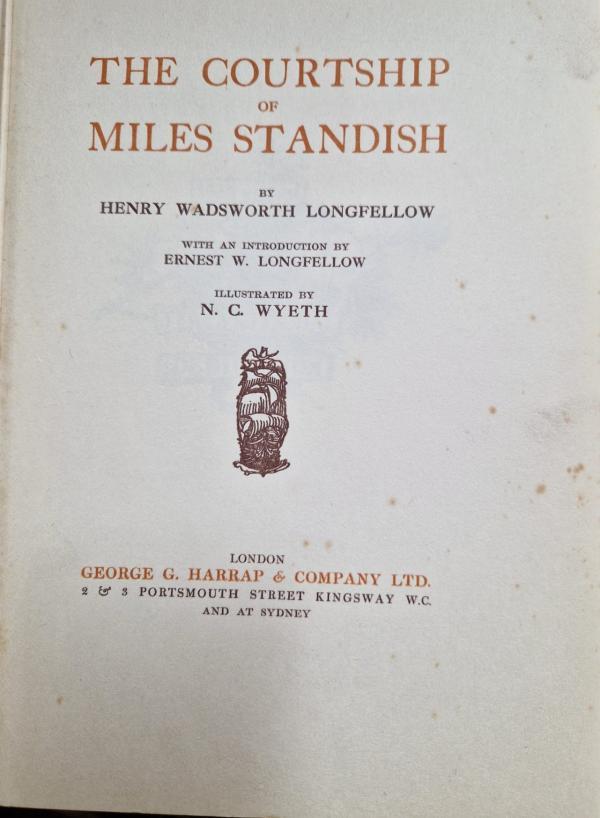 THE COURTSHIP
OF
MILES STANDISH
BY
HENRY WADSWORTH LONGFELLOW
WITH AN INTRODUCTION BY
ERNEST W. LONGFELLOW
ILLUSTRATED BY
N. C. WYETH
LONDON
GEORGE G. HARRAP & COMPANY LTD.
2 & 3 PORTSMOUTH STREET KINGSWAY W.C.
AND AT SYDNEY